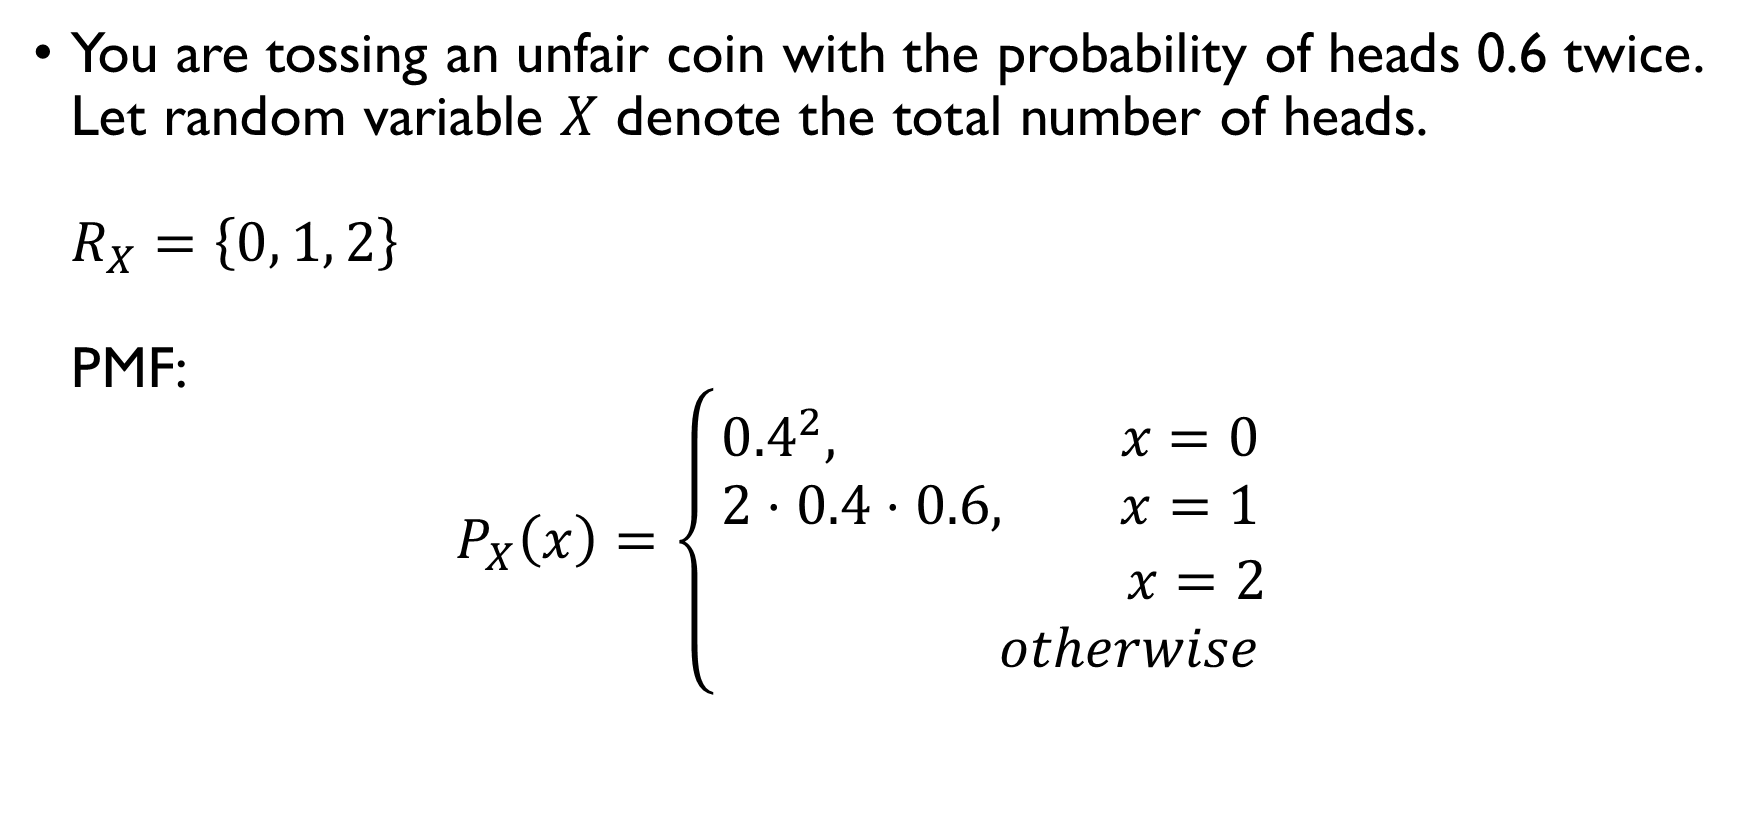 • You are tossing an unfair coin with the probability of heads 0.6 twice.
Let random variable X denote the total number of heads.
R_X = {0, 1, 2}
PMF:
0.4², x = 0
2 · 0.4 · 0.6, x = 1
P_X(x) = {
x = 2
otherwise